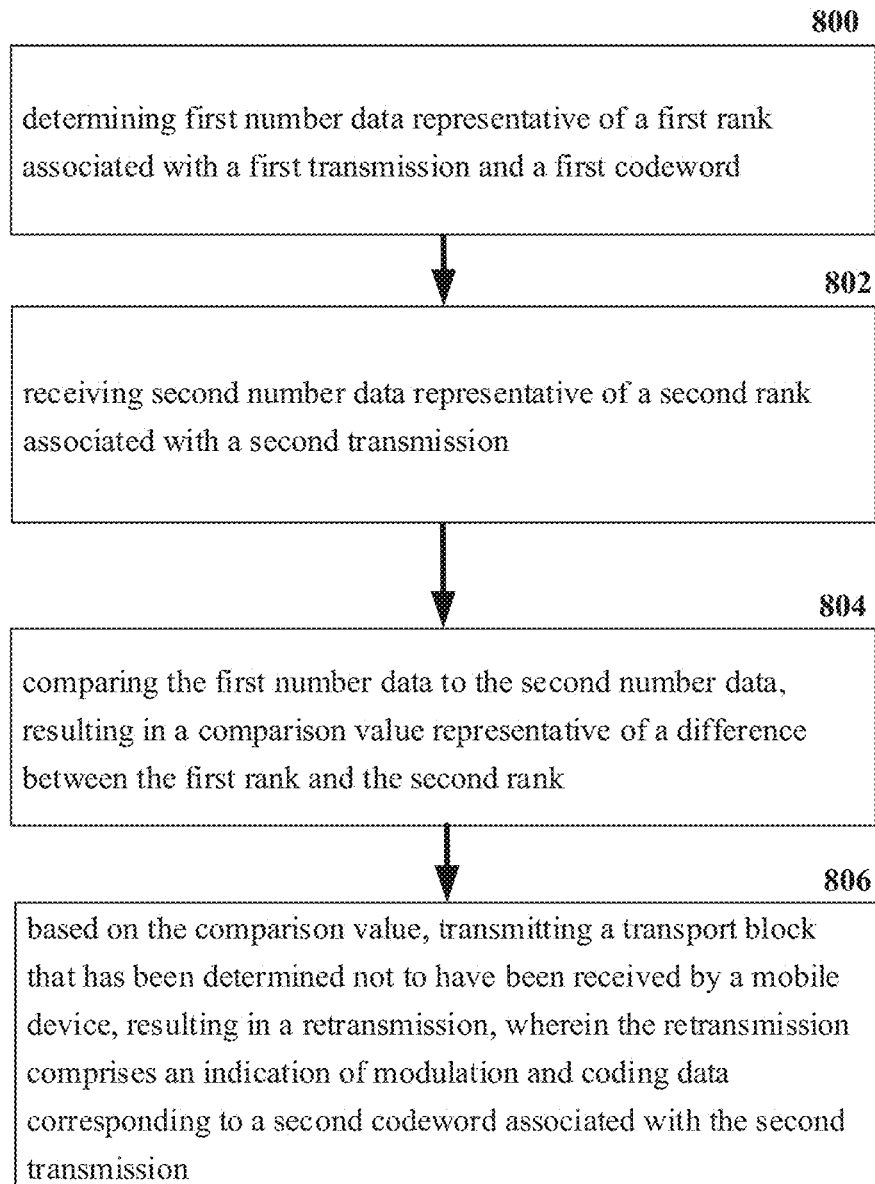 800
determining first number data representative of a first rank
associated with a first transmission and a first codeword
802
receiving second number data representative of a second rank
associated with a second transmission
804
comparing the first number data to the second number data,
resulting in a comparison value representative of a difference
between the first rank and the second rank
806
based on the comparison value, transmitting a transport block
that has been determined not to have been received by a mobile
device, resulting in a retransmission, wherein the retransmission
comprises an indication of modulation and coding data
corresponding to a second codeword associated with the second
transmission